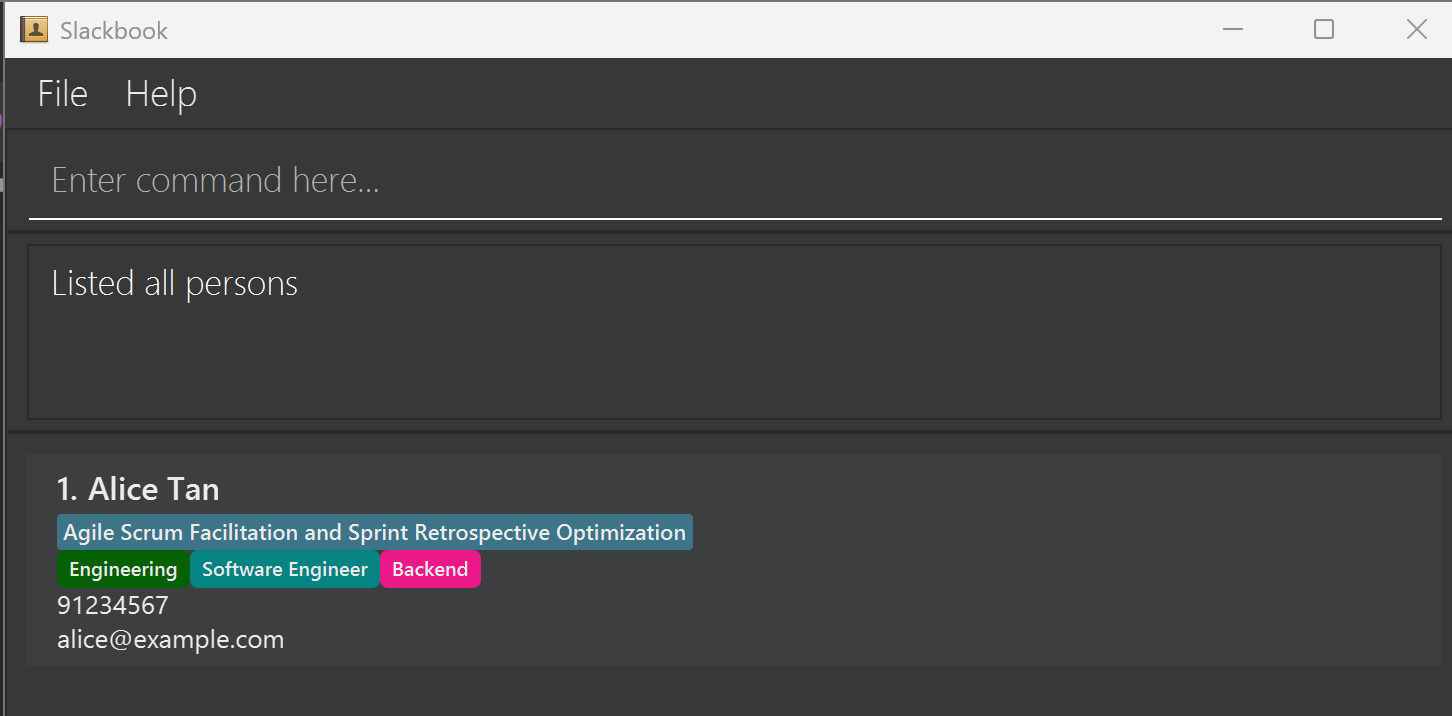 Slackbook
File Help
Enter command here...
Listed all persons
1. Alice Tan
Agile Scrum Facilitation and Sprint Retrospective Optimization
Engineering Software Engineer Backend
91234567
alice@example.com